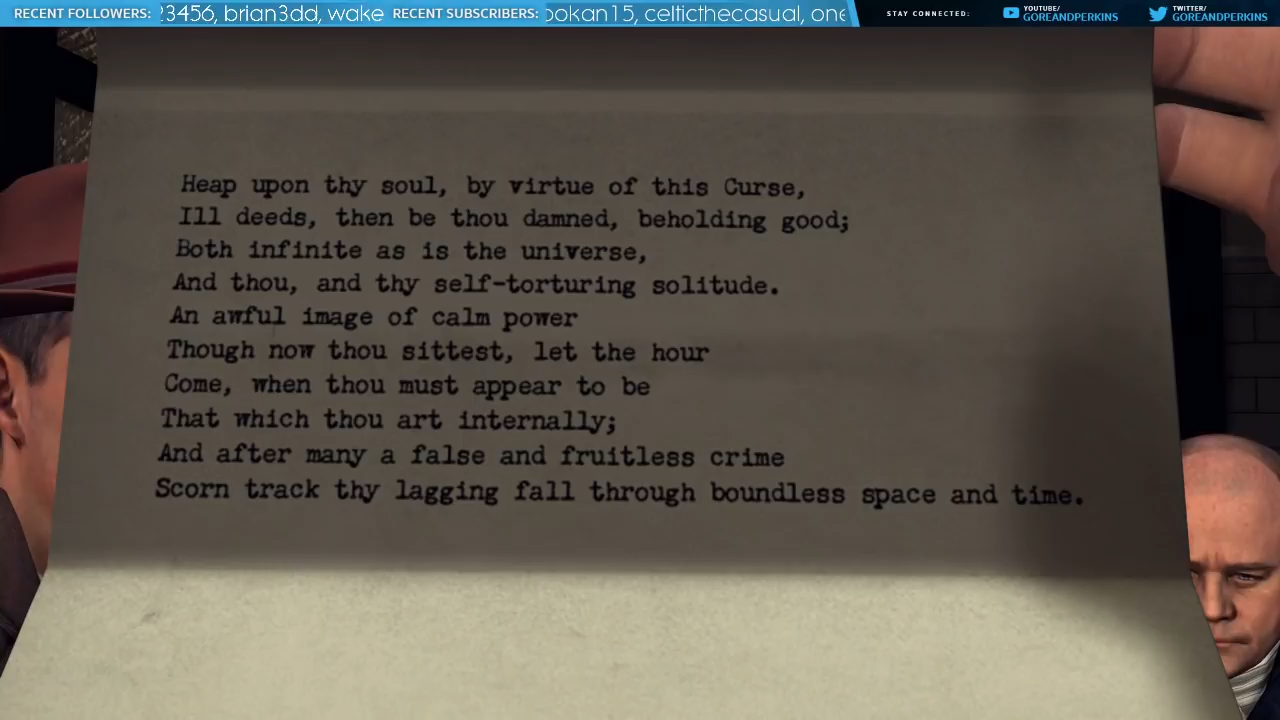 RECENT FOLLOWERS: 23456, brian3dd, wake RECENT SUBSCRIBERS: ookan15, celticthecasual, one STAY CONNECTED: YOUTUBE/ GOREANDPERKINS TWITTER/ GOREANDPERKINS
Heap upon thy soul, by virtue of this Curse,
Ill deeds, then be thou damned, beholding good;
Both infinite as is the universe,
And thou, and thy self-torturing solitude.
An awful image of calm power
Though now thou sittest, let the hour
Come, when thou must appear to be
That which thou art internally;
And after many a false and fruitless crime
Scorn track thy lagging fall through boundless space and time.